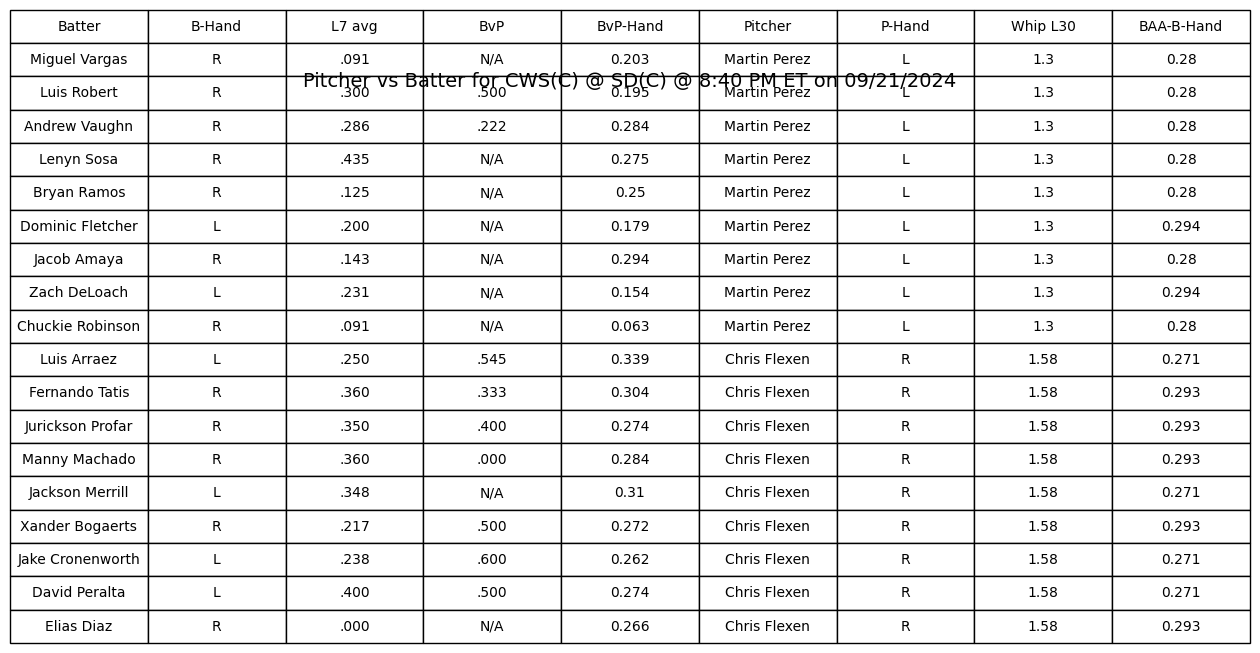 Batter B-Hand L7 avg BvP BvP-Hand Pitcher P-Hand Whip L30 BAA-B-Hand
Miguel Vargas R .091 N/A 0.203 Martin Perez L 1.3 0.28
Pitcher vs Batter for CWS(C) @ SD(C) @ 8:40 PM ET on 09/21/2024
Luis Robert R .300 .500 0.195 Martin Perez L 1.3 0.28
Andrew Vaughn R .286 .222 0.284 Martin Perez L 1.3 0.28
Lenyn Sosa R .435 N/A 0.275 Martin Perez L 1.3 0.28
Bryan Ramos R .125 N/A 0.25 Martin Perez L 1.3 0.28
Dominic Fletcher L .200 N/A 0.179 Martin Perez L 1.3 0.294
Jacob Amaya R .143 N/A 0.294 Martin Perez L 1.3 0.28
Zach DeLoach L .231 N/A 0.154 Martin Perez L 1.3 0.294
Chuckie Robinson R .091 N/A 0.063 Martin Perez L 1.3 0.28
Luis Arraez L .250 .545 0.339 Chris Flexen R 1.58 0.271
Fernando Tatis R .360 .333 0.304 Chris Flexen R 1.58 0.293
Jurickson Profar R .350 .400 0.274 Chris Flexen R 1.58 0.293
Manny Machado R .360 .000 0.284 Chris Flexen R 1.58 0.293
Jackson Merrill L .348 N/A 0.31 Chris Flexen R 1.58 0.271
Xander Bogaerts R .217 .500 0.272 Chris Flexen R 1.58 0.293
Jake Cronenworth L .238 .600 0.262 Chris Flexen R 1.58 0.271
David Peralta L .400 .500 0.274 Chris Flexen R 1.58 0.271
Elias Diaz R .000 N/A 0.266 Chris Flexen R 1.58 0.293